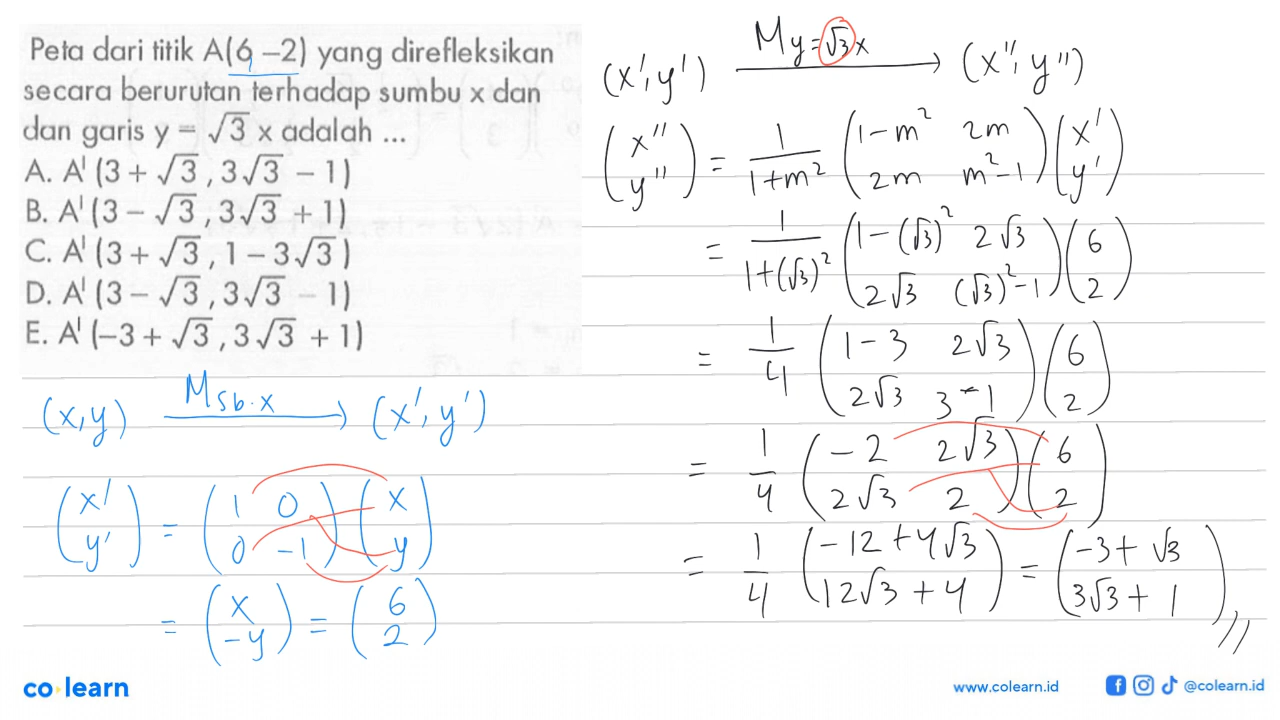 Peta dari titik A(6, –2) yang direfleksikan
secara berurutan terhadap sumbu x dan
dan garis y = √3 x adalah ...
A. A' (3 + √3 , 3√3 – 1)
B. A' (3 – √3 , 3√3 + 1)
C. A' (3 + √3 , 1 – 3√3 )
D. A' (3 – √3 , 3√3 – 1)
E. A' (–3 + √3 , 3√3 + 1)
(x,y) M sb.x → (x', y')
(x' y') = (1 0 0 -1) (x y)
= (x -y) = (6 2)
(x', y') M y=√3x → (x'', y'')
(x'' y'') = 1/(1+m²) (1-m² 2m 2m m²-1) (x' y')
= 1/(1+(√3)²) (1-(√3)² 2√3 2√3 (√3)²-1) (6 2)
= 1/4 (1-3 2√3 2√3 3-1) (6 2)
= 1/4 (-2 2√3 2√3 2) (6 2)
= 1/4 (-12+4√3 12√3+4) = (-3+√3 3√3+1) //
co learn
www.colearn.id
@colearn.id